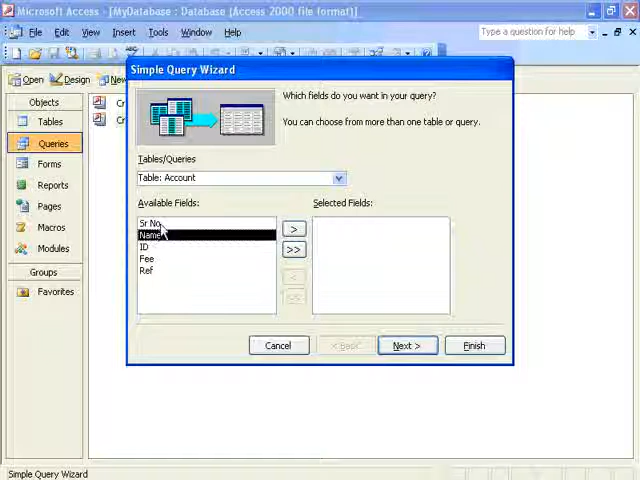 Microsoft Access - [MyDatabase : Database (Access 2000 file format)]
File Edit View Insert Tools Window Help Type a question for help
Open Design New
Simple Query Wizard
Which fields do you want in your query?
You can choose from more than one table or query.
Objects
Tables
Queries
Forms
Reports
Pages
Macros
Modules
Groups
Favorites
Cr
Cr
Tables/Queries
Table: Account
Available Fields:
Selected Fields:
Sr No
Name
ID
Fee
Ref
>
>>
<
<<
Cancel
< Back
Next >
Finish
Simple Query Wizard